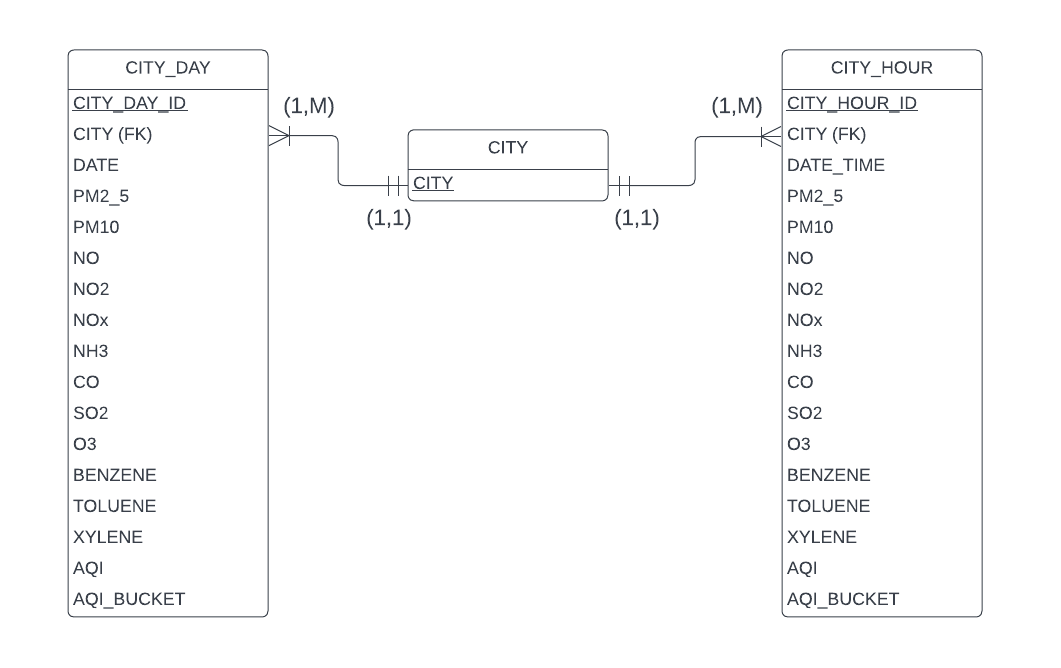 CITY_DAY
CITY_DAY_ID
CITY (FK)
DATE
PM2_5
PM10
NO
NO2
NOx
NH3
CO
SO2
O3
BENZENE
TOLUENE
XYLENE
AQI
AQI_BUCKET
(1,M)
(1,1)
CITY
CITY
(1,1)
(1,M)
CITY_HOUR
CITY_HOUR_ID
CITY (FK)
DATE_TIME
PM2_5
PM10
NO
NO2
NOx
NH3
CO
SO2
O3
BENZENE
TOLUENE
XYLENE
AQI
AQI_BUCKET